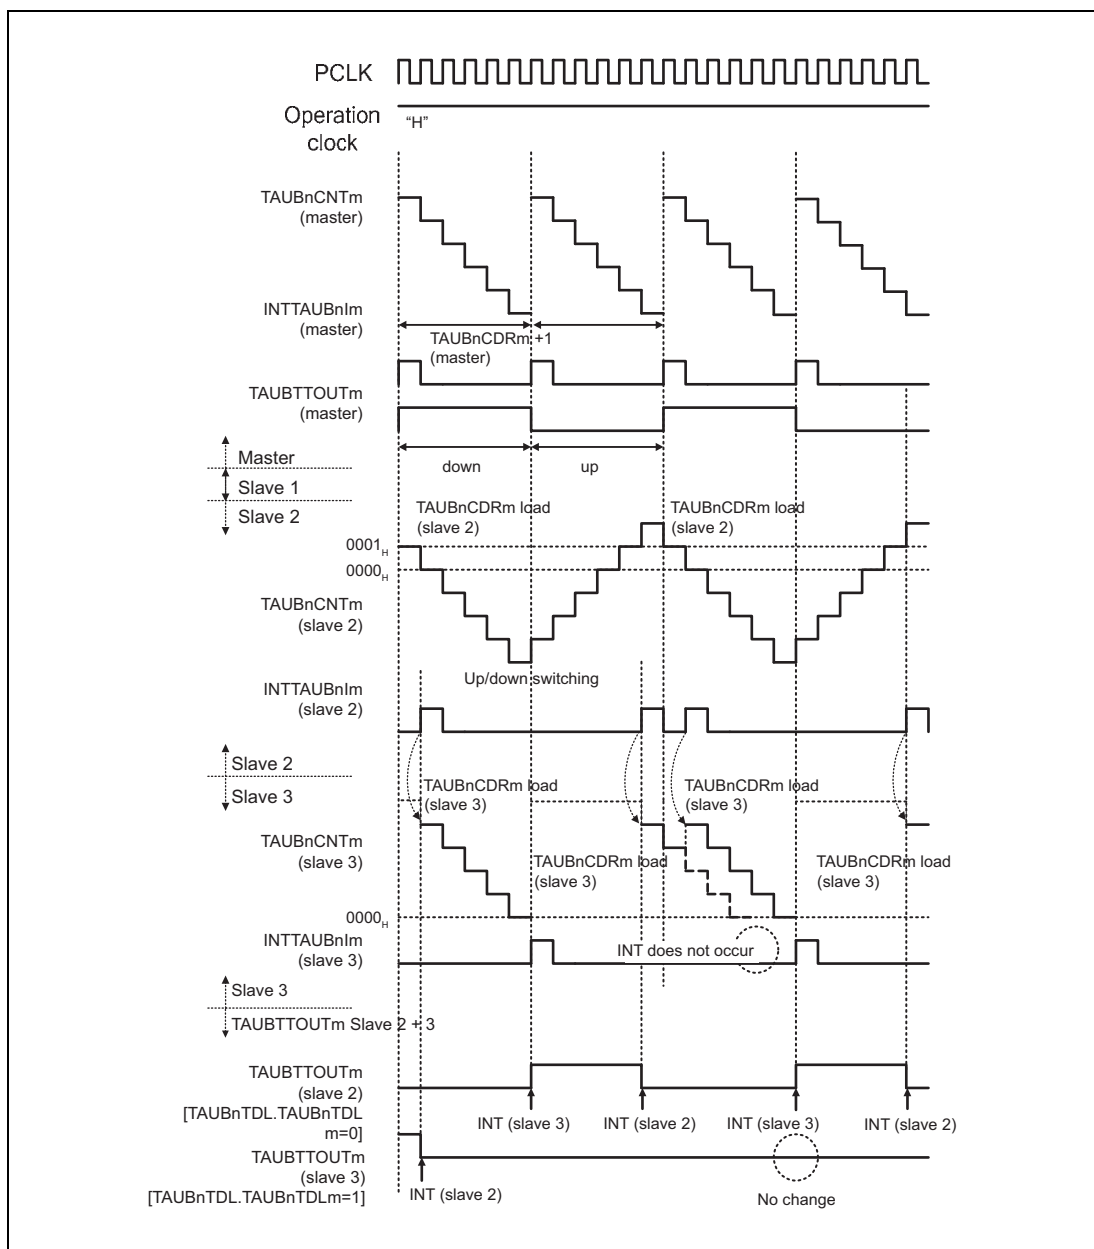 PCLK
Operation
clock
“H”
TAUBnCNTm
(master)
INTTAUBnIm
(master)
TAUBnCDRm +1
(master)
TAUBTTOUTm
(master)
Master
down
up
Slave 1
Slave 2
TAUBnCDRm load
(slave 2)
TAUBnCDRm load
(slave 2)
0001H
0000H
TAUBnCNTm
(slave 2)
Up/down switching
INTTAUBnIm
(slave 2)
Slave 2
Slave 3
TAUBnCDRm load
(slave 3)
TAUBnCDRm load
(slave 3)
TAUBnCNTm
(slave 3)
TAUBnCDRm load
(slave 3)
TAUBnCDRm load
(slave 3)
0000H
INTTAUBnIm
(slave 3)
INT does not occur
Slave 3
TAUBTTOUTm Slave 2 + 3
TAUBTTOUTm
(slave 2)
[TAUBnTDL.TAUBnTDL
m=0]
INT (slave 3)
INT (slave 2)
INT (slave 3)
INT (slave 2)
TAUBTTOUTm
(slave 3)
[TAUBnTDL.TAUBnTDLm=1]
INT (slave 2)
No change